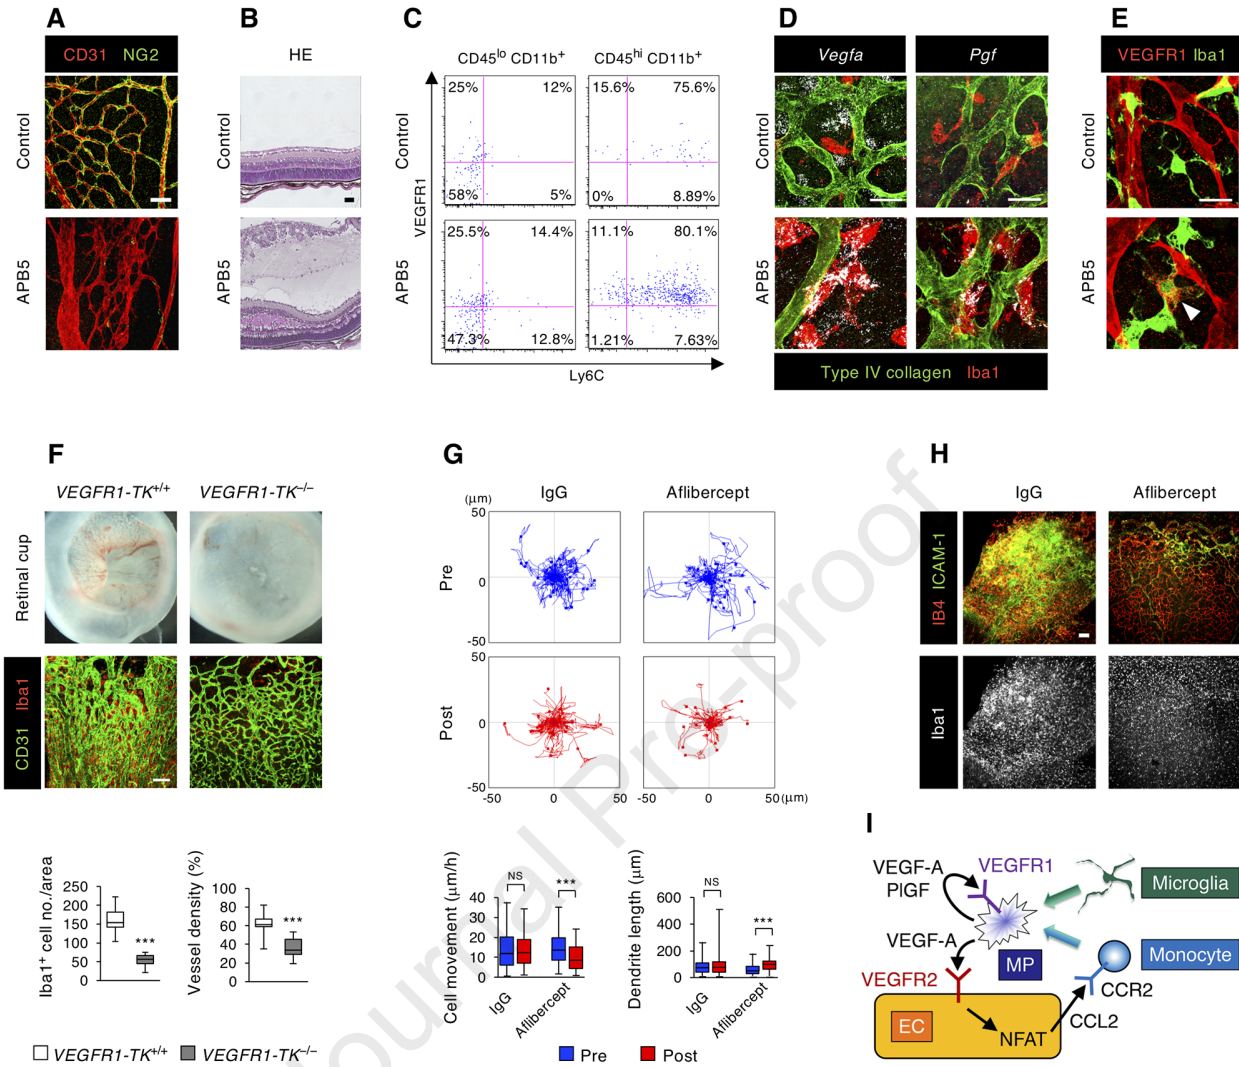 A
CD31 NG2
Control
APB5
B
HE
Control
APB5
C
CD45lo CD11b+
CD45hi CD11b+
25% 12%
58% 5%
15.6% 75.6%
0% 8.89%
25.5% 14.4%
47.3% 12.8%
11.1% 80.1%
1.21% 7.63%
Control
APB5
VEGFR1
Ly6C
D
Vegfa
Pgf
Control
APB5
Type IV collagen Iba1
E
VEGFR1 Iba1
Control
APB5
F
VEGFR1-TK+/+
VEGFR1-TK–/–
Retinal cup
CD31 Iba1
Iba1+ cell no./area
250
200
150
100
50
0
***
Vessel density (%)
100
80
60
40
20
0
***
VEGFR1-TK+/+
VEGFR1-TK–/–
G
(μm)
IgG
Aflibercept
50
0
-50
Pre
50
0
-50
Post
-50 0 50
-50 0 50 (μm)
Cell movement (μm/h)
40
30
20
10
0
NS
***
IgG
Aflibercept
Dendrite length (μm)
600
400
200
0
NS
***
IgG
Aflibercept
Pre
Post
H
IgG
Aflibercept
IB4 ICAM-1
Iba1
I
VEGF-A
PlGF
VEGFR1
Microglia
VEGF-A
MP
Monocyte
VEGFR2
CCR2
CCL2
EC
NFAT
Journal Pre-proof